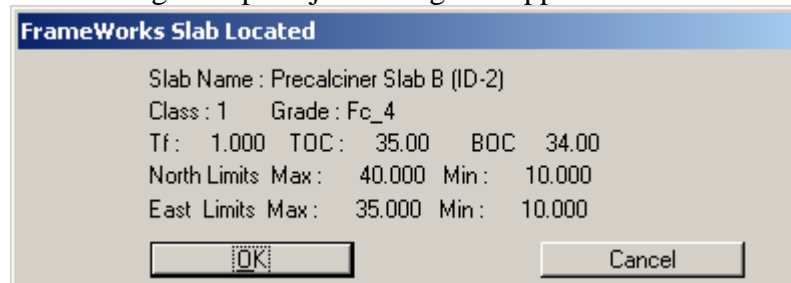 FrameWorks Slab Located
Slab Name : Precalciner Slab B (ID-2)
Class : 1 Grade : Fc_4
Tf : 1.000 TOC : 35.00 BOC 34.00
North Limits Max : 40.000 Min : 10.000
East Limits Max : 35.000 Min : 10.000
OK Cancel